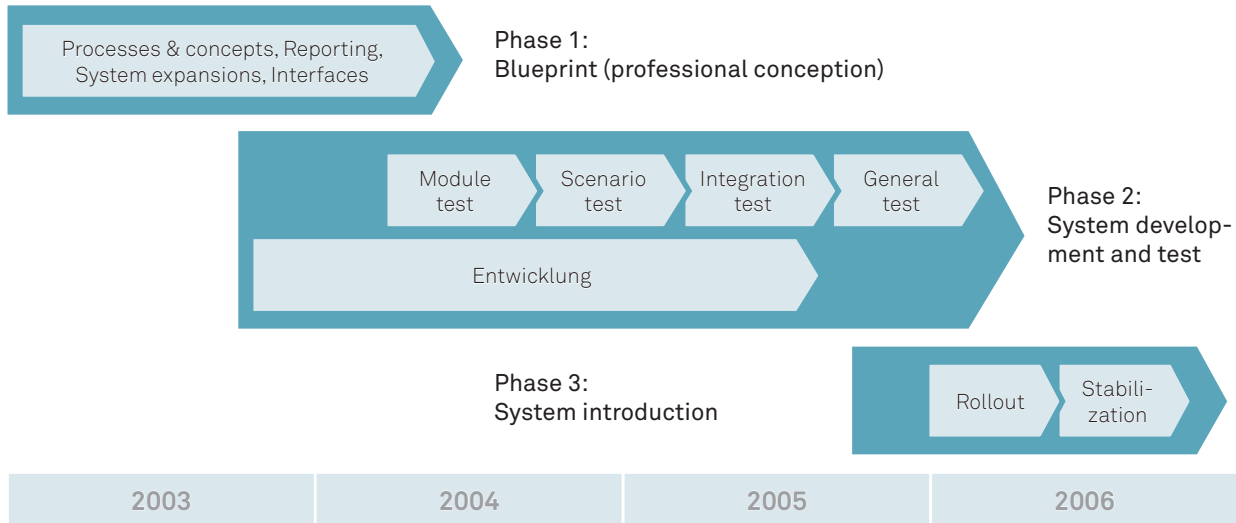 Processes & concepts, Reporting,
System expansions, Interfaces
Phase 1:
Blueprint (professional conception)
Module
test
Scenario
test
Integration
test
General
test
Entwicklung
Phase 2:
System develop-
ment and test
Phase 3:
System introduction
Rollout
Stabili-
zation
2003
2004
2005
2006